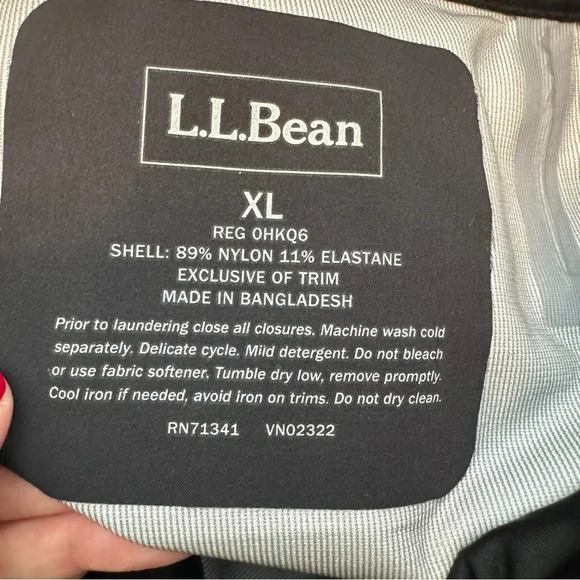 L.L.Bean
XL
REG 0HKQ6
SHELL: 89% NYLON 11% ELASTANE
EXCLUSIVE OF TRIM
MADE IN BANGLADESH
Prior to laundering close all closures. Machine wash cold
separately. Delicate cycle. Mild detergent. Do not bleach
or use fabric softener. Tumble dry low, remove promptly.
Cool iron if needed, avoid iron on trims. Do not dry clean.
RN71341 VN02322